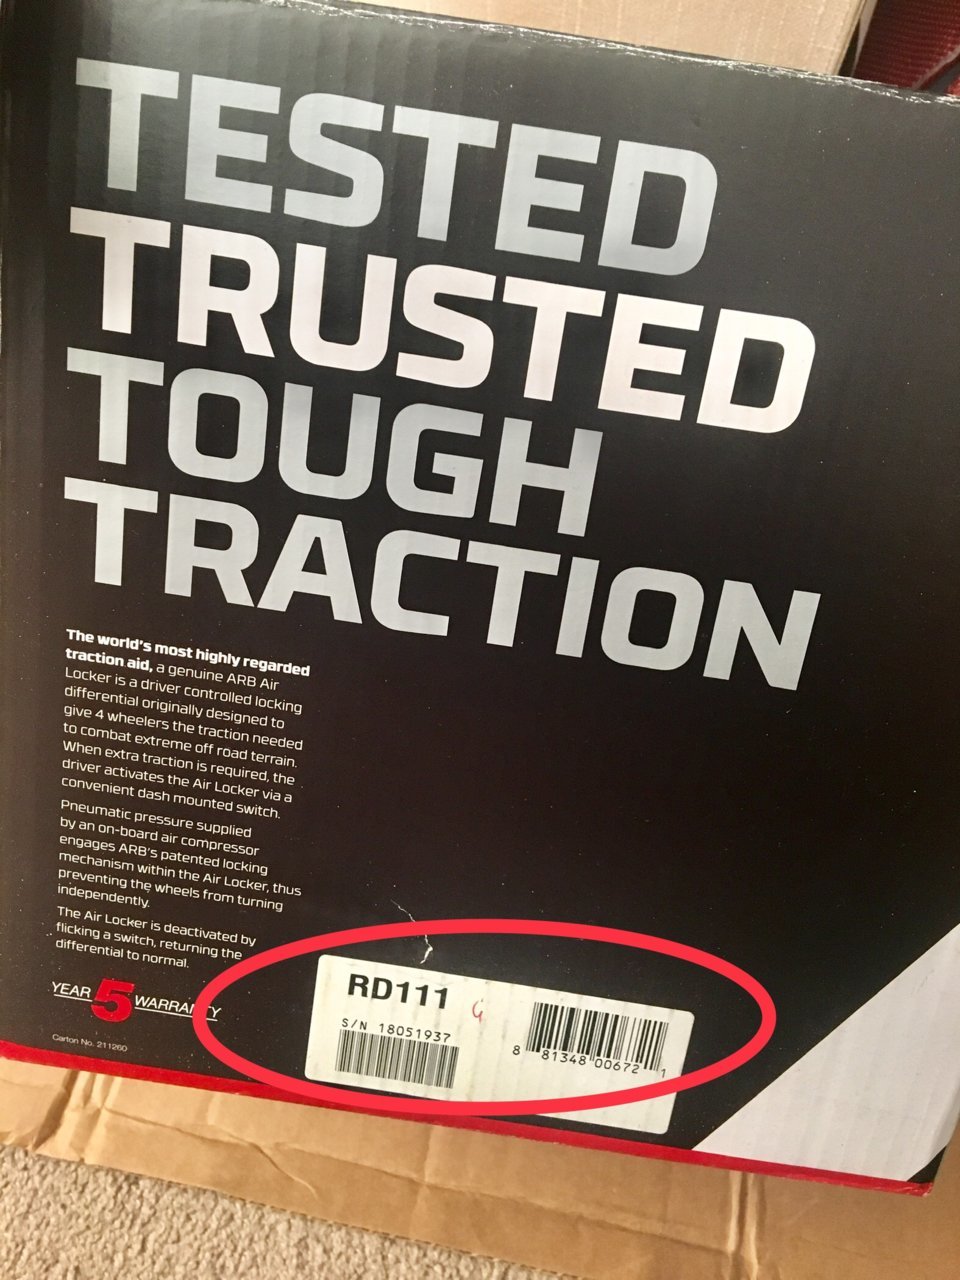 TESTED
TRUSTED
TOUGH
TRACTION
The world's most highly regarded
traction aid, a genuine ARB Air
Locker is a driver controlled locking
differential originally designed to
give 4 wheelers the traction needed
to combat extreme off road terrain.
When extra traction is required, the
driver activates the Air Locker via a
convenient dash mounted switch.
Pneumatic pressure supplied
by an on-board air compressor
engages ARB's patented locking
mechanism within the Air Locker, thus
preventing the wheels from turning
independently.
The Air Locker is deactivated by
flicking a switch, returning the
differential to normal.
YEAR 5 WARRANTY
Carton No. 211260
RD111
S/N 18051937
8 81348 00672 1